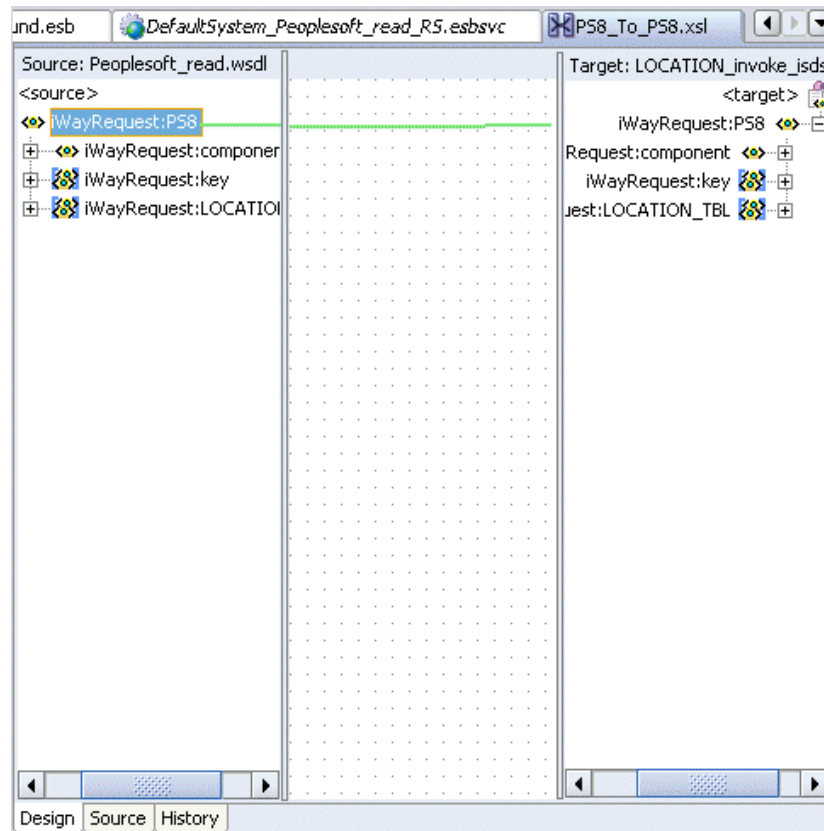 und.esb DefaultSystem_Peoplesoft_read_RS.esbsvc PS8_To_PS8.xsl
Source: Peoplesoft_read.wsdl
<source>
iWayRequest:PS8
iWayRequest:componen
iWayRequest:key
iWayRequest:LOCATIO
Target: LOCATION_invoke_isds
<target>
iWayRequest:PS8
Request:component
iWayRequest:key
uest:LOCATION_TBL
Design Source History